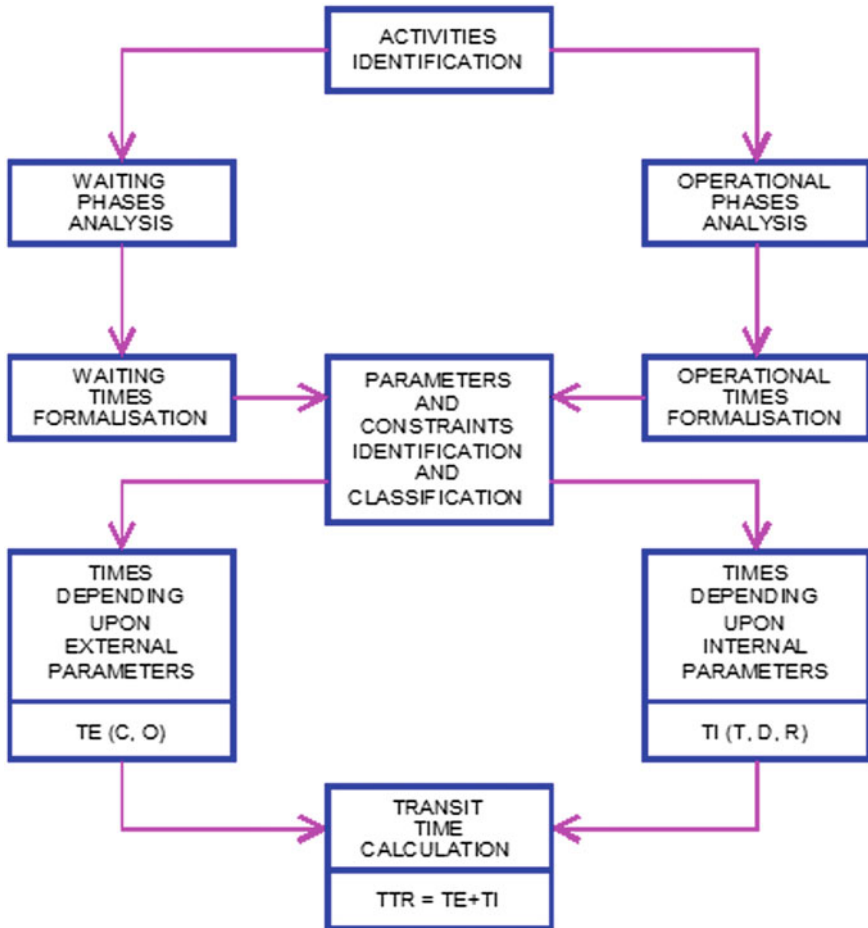 ACTIVITIES
IDENTIFICATION
WAITING
PHASES
ANALYSIS
OPERATIONAL
PHASES
ANALYSIS
WAITING
TIMES
FORMALISATION
PARAMETERS
AND
CONSTRAINTS
IDENTIFICATION
AND
CLASSIFICATION
OPERATIONAL
TIMES
FORMALISATION
TIMES
DEPENDING
UPON
EXTERNAL
PARAMETERS
TE (C, O)
TIMES
DEPENDING
UPON
INTERNAL
PARAMETERS
TI (T, D, R)
TRANSIT
TIME
CALCULATION
TTR = TE+TI